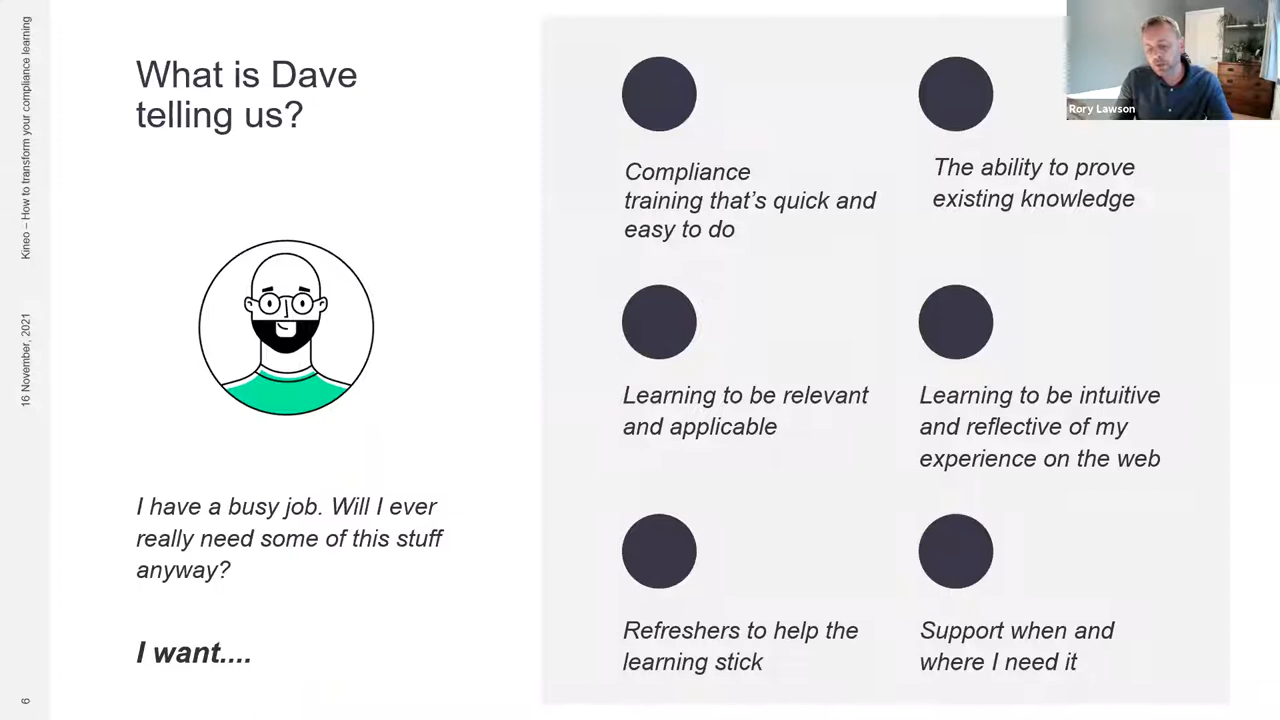 Kineo – How to transform your compliance learning
16 November, 2021
6
What is Dave
telling us?
I have a busy job. Will I ever
really need some of this stuff
anyway?
I want....
Compliance
training that's quick and
easy to do
The ability to prove
existing knowledge
Learning to be relevant
and applicable
Learning to be intuitive
and reflective of my
experience on the web
Refreshers to help the
learning stick
Support when and
where I need it
Rory Lawson